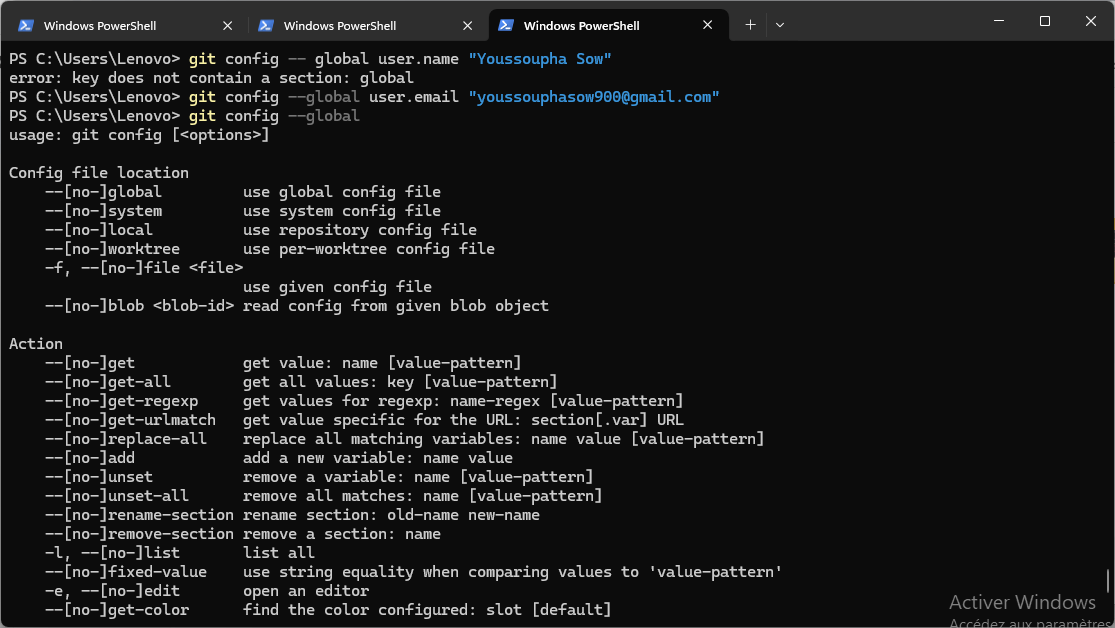 Windows PowerShell
Windows PowerShell
Windows PowerShell
PS C:\Users\Lenovo> git config -- global user.name "Youssoupha Sow"
error: key does not contain a section: global
PS C:\Users\Lenovo> git config --global user.email "youssouphasow900@gmail.com"
PS C:\Users\Lenovo> git config --global
usage: git config [<options>]
Config file location
--[no-]global use global config file
--[no-]system use system config file
--[no-]local use repository config file
--[no-]worktree use per-worktree config file
-f, --[no-]file <file>
use given config file
--[no-]blob <blob-id> read config from given blob object
Action
--[no-]get get value: name [value-pattern]
--[no-]get-all get all values: key [value-pattern]
--[no-]get-regexp get values for regexp: name-regex [value-pattern]
--[no-]get-urlmatch get value specific for the URL: section[.var] URL
--[no-]replace-all replace all matching variables: name value [value-pattern]
--[no-]add add a new variable: name value
--[no-]unset remove a variable: name [value-pattern]
--[no-]unset-all remove all matches: name [value-pattern]
--[no-]rename-section rename section: old-name new-name
--[no-]remove-section remove a section: name
-l, --[no-]list list all
--[no-]fixed-value use string equality when comparing values to 'value-pattern'
-e, --[no-]edit open an editor
--[no-]get-color find the color configured: slot [default]
Activer Windows
Accédez aux paramètres